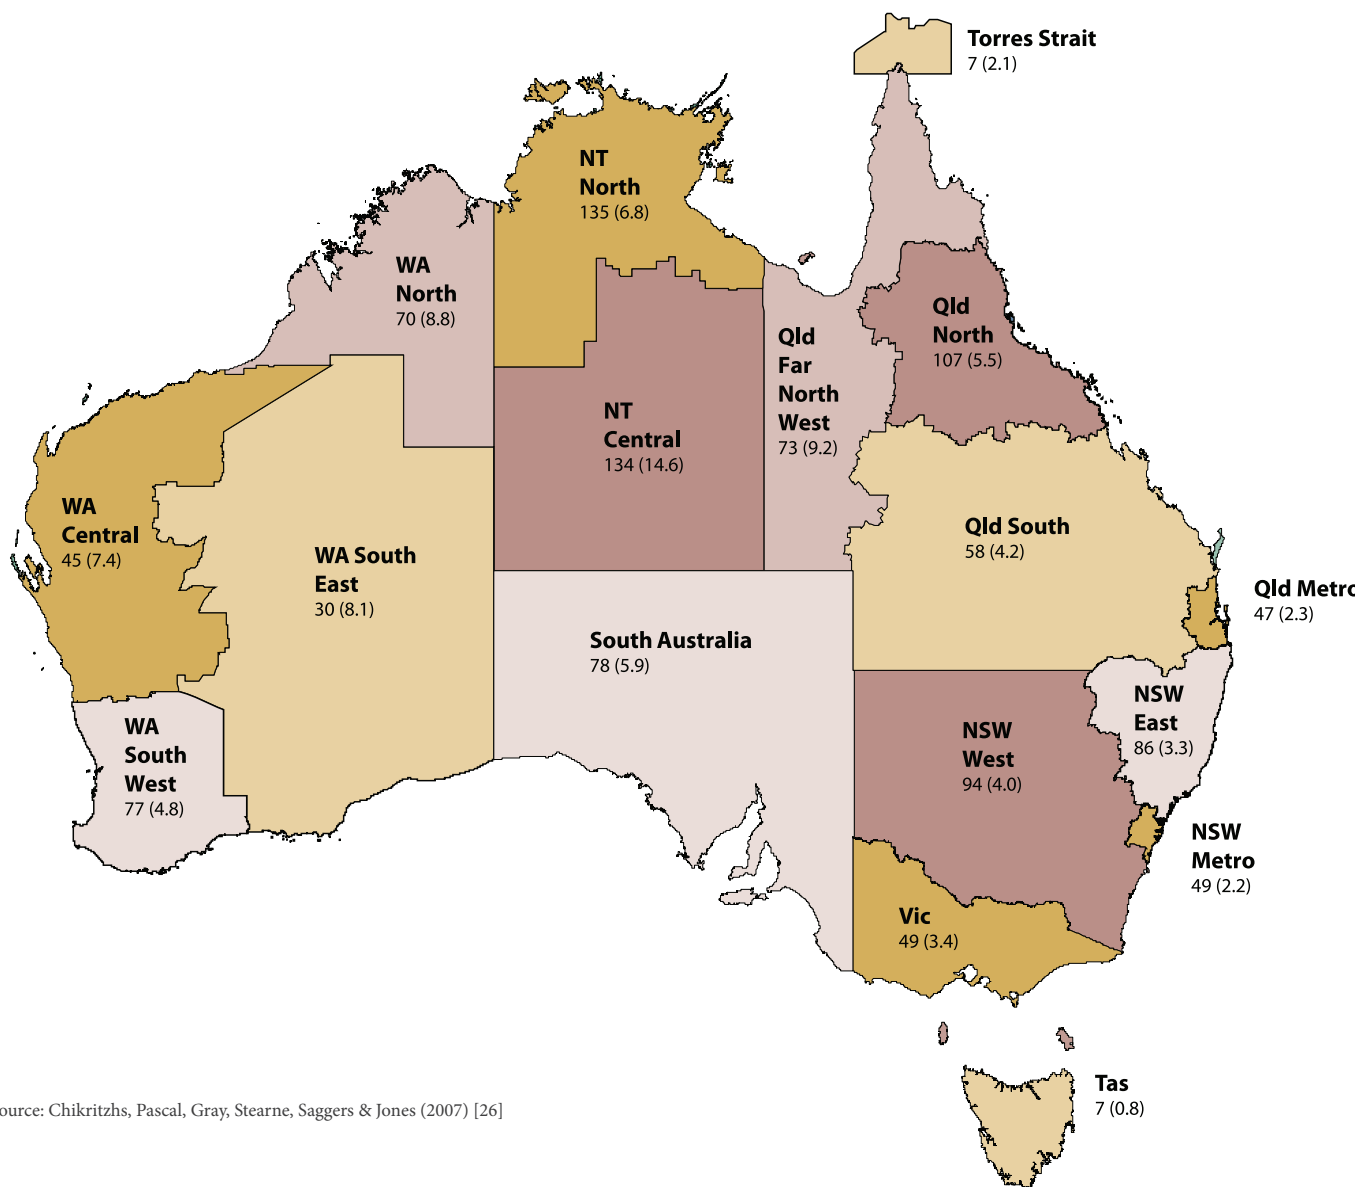 Torres Strait
7 (2.1)
NT
North
135 (6.8)
WA
North
70 (8.8)
Qld
North
107 (5.5)
Qld
Far
North
West
73 (9.2)
NT
Central
134 (14.6)
WA
Central
45 (7.4)
WA South
East
30 (8.1)
Qld South
58 (4.2)
Qld Metro
47 (2.3)
South Australia
78 (5.9)
NSW
East
86 (3.3)
WA
South
West
77 (4.8)
NSW
West
94 (4.0)
NSW
Metro
49 (2.2)
Vic
49 (3.4)
Tas
7 (0.8)
ource: Chikritzhs, Pascal, Gray, Stearne, Saggers & Jones (2007) [26]